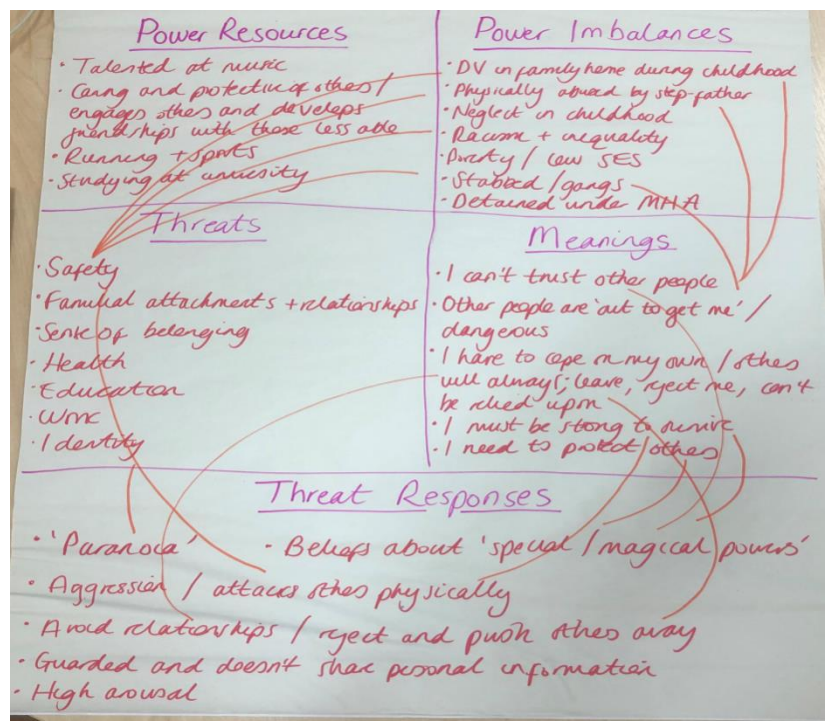 Power Resources
· Talented at music
· Caring and protective of others /
engages others and develops
friendships with those less able
· Running + sports
· Studying at university
Power Imbalances
· DV in family home during childhood
· Physically abused by step-father
· Neglect in childhood
· Racism + inequality
· Poverty / low SES
· Stabbed / gangs
· Detained under MHA
Threats
· Safety
· Familial attachments + relationships
· Sense of belonging
· Health
· Education
· Work
· Identity
Meanings
· I can't trust other people
· Other people are 'out to get me' /
dangerous
· I have to cope on my own / others
will always; leave, reject me, can't
be relied upon
· I must be strong to survive
· I need to protect others
Threat Responses
· 'Paranoia'
· Beliefs about 'special / magical powers'
· Aggression / attacks others physically
· Avoid relationships / reject and push others away
· Guarded and doesn't share personal information
· High arousal